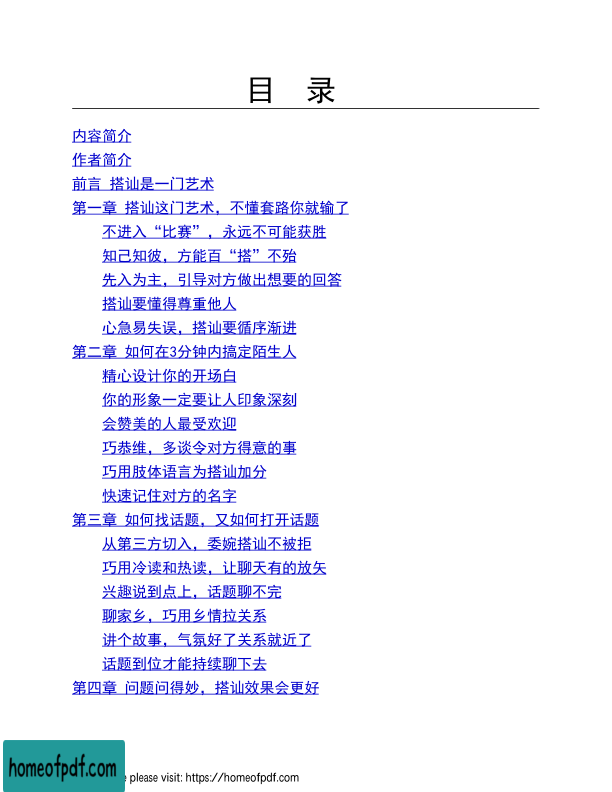 目 录
内容简介
作者简介
前言 搭讪是一门艺术
第一章 搭讪这门艺术，不懂套路你就输了
不进入“比赛”，永远不可能获胜
知己知彼，方能百“搭”不殆
先入为主，引导对方做出想要的回答
搭讪要懂得尊重他人
心急易失误，搭讪要循序渐进
第二章 如何在3分钟内搞定陌生人
精心设计你的开场白
你的形象一定要让人印象深刻
会赞美的人最受欢迎
巧恭维，多谈令对方得意的事
巧用肢体语言为搭讪加分
快速记住对方的名字
第三章 如何找话题，又如何打开话题
从第三方切入，委婉搭讪不被拒
巧用冷读和热读，让聊天有的放矢
兴趣说到点上，话题聊不完
聊家乡，巧用乡情拉关系
讲个故事，气氛好了关系就近了
话题到位才能持续聊下去
第四章 问题问得妙，搭讪效果会更好
homeofpdf.com
please visit: https://homeofpdf.com